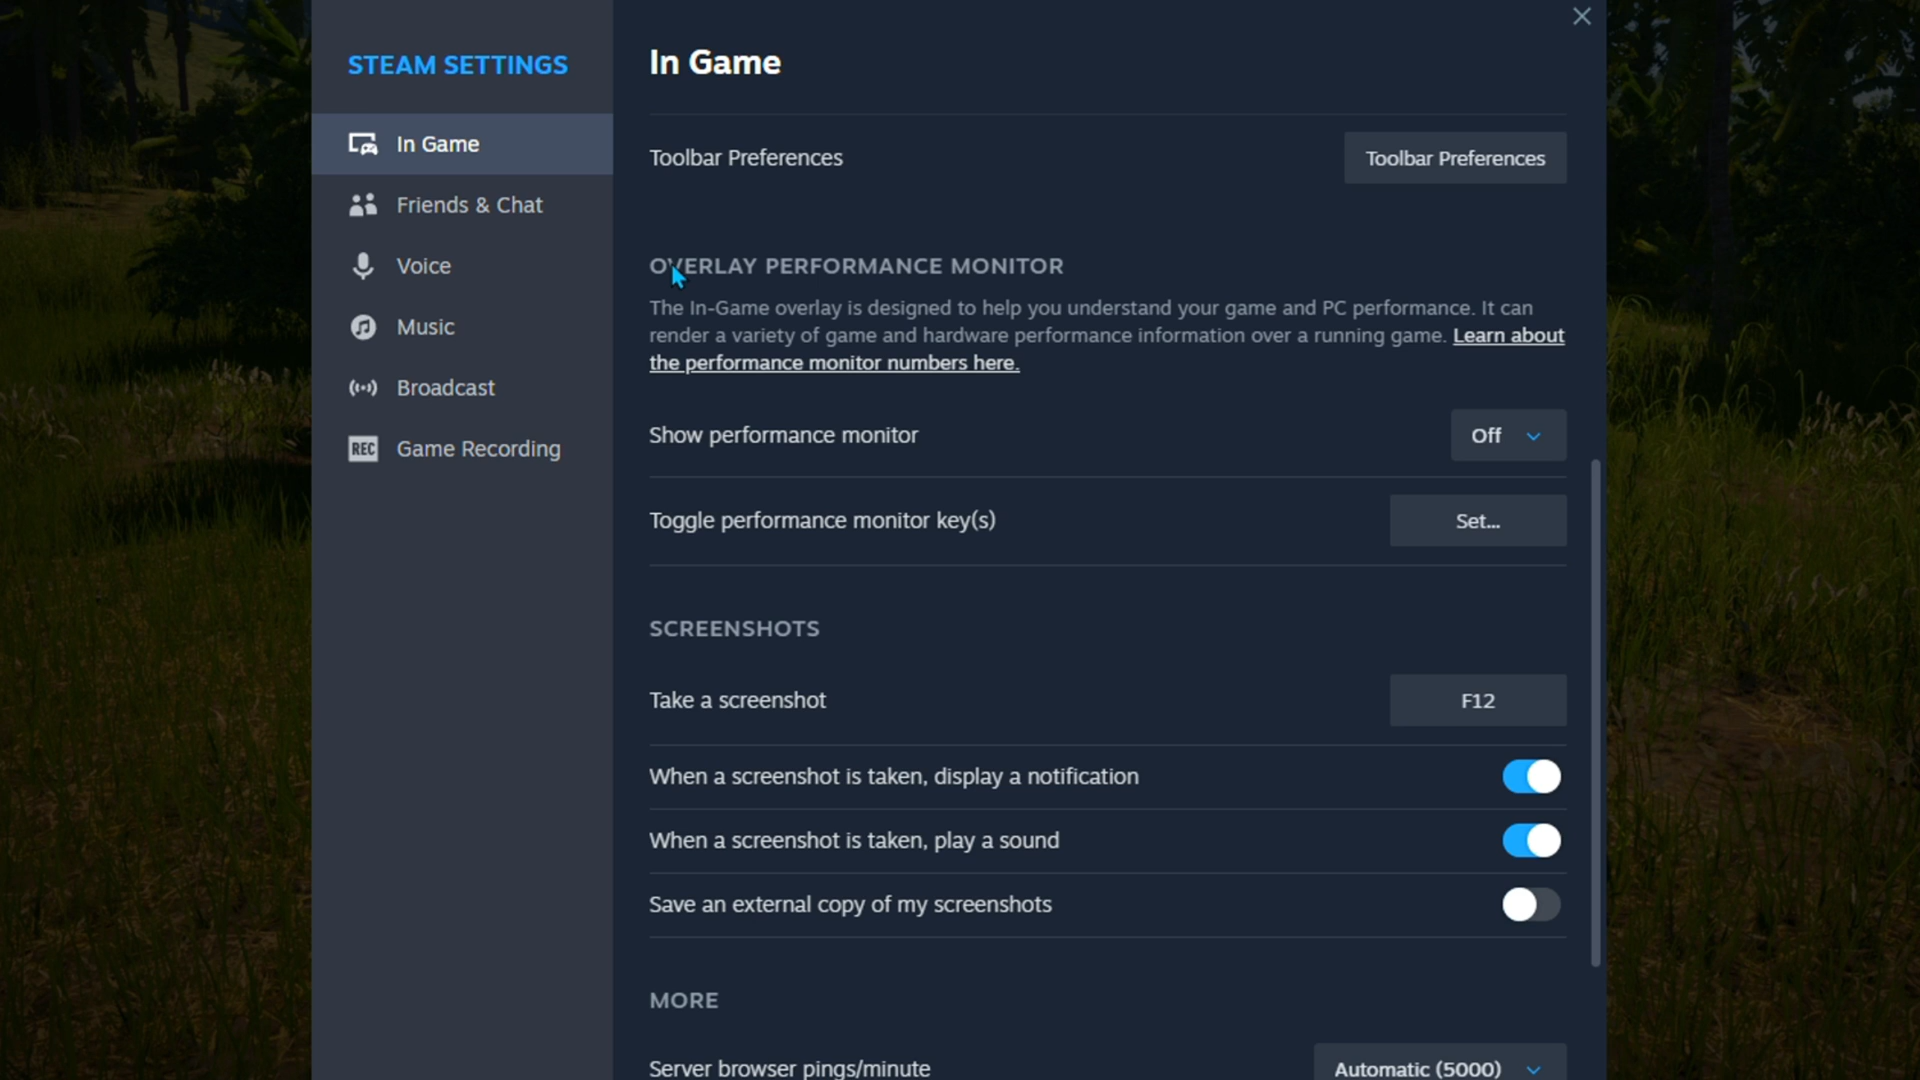 STEAM SETTINGS
In Game
Friends & Chat
Voice
Music
Broadcast
REC Game Recording
In Game
Toolbar Preferences
Toolbar Preferences
OVERLAY PERFORMANCE MONITOR
The In-Game overlay is designed to help you understand your game and PC performance. It can
render a variety of game and hardware performance information over a running game. Learn about
the performance monitor numbers here.
Show performance monitor
Off
Toggle performance monitor key(s)
Set...
SCREENSHOTS
Take a screenshot
F12
When a screenshot is taken, display a notification
When a screenshot is taken, play a sound
Save an external copy of my screenshots
MORE
Server browser pings/minute
Automatic (5000)